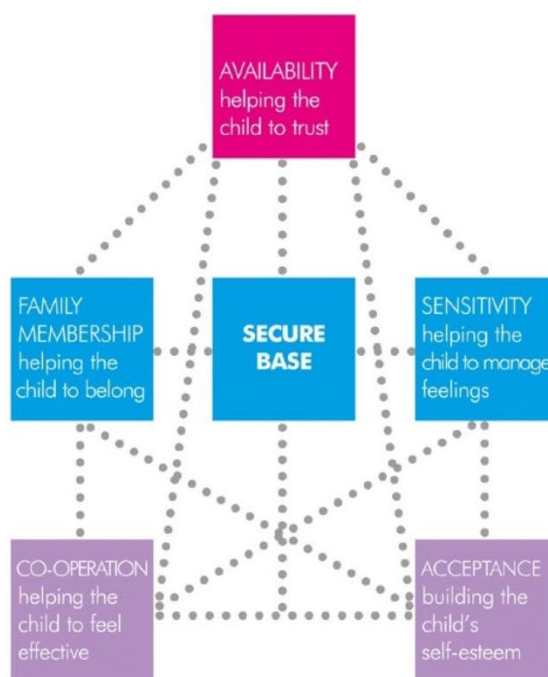 AVAILABILITY
helping the
child to trust
FAMILY
MEMBERSHIP
helping the
child to belong
SECURE
BASE
SENSITIVITY
helping the
child to manage
feelings
CO-OPERATION
helping the
child to feel
effective
ACCEPTANCE
building the
child’s
self-esteem